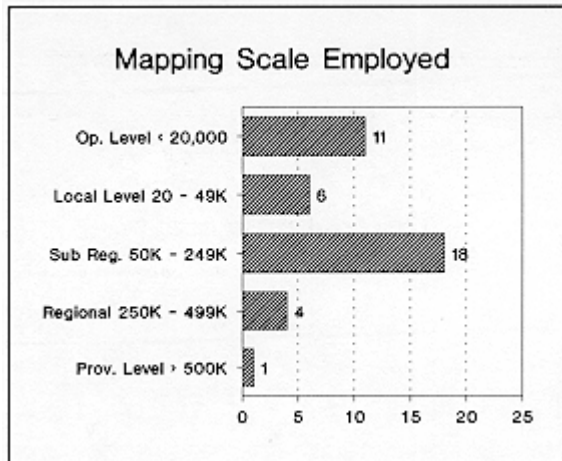 Mapping Scale Employed
Op. Level < 20,000 11
Local Level 20 - 49K 6
Sub Reg. 50K - 249K 18
Regional 250K - 499K 4
Prov. Level > 500K 1
0 5 10 15 20 25